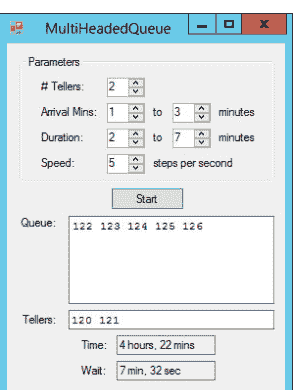 MultiHeadedQueue
Parameters
# Tellers: 2
Arrival Mins: 1 to 3 minutes
Duration: 2 to 7 minutes
Speed: 5 steps per second
Start
Queue: 122 123 124 125 126
Tellers: 120 121
Time: 4 hours, 22 mins
Wait: 7 min, 32 sec